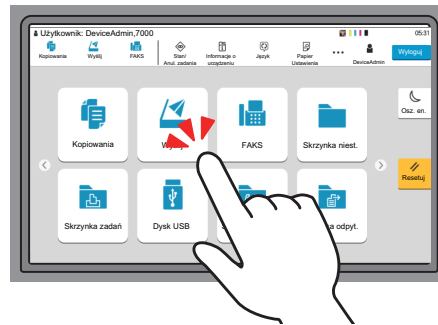 Użytkownik: DeviceAdmin,7000
05:31
Kopiowania
Wyślij
FAKS
Stan/
Anul. zadania
Informacje o
urządzeniu
Język
Papier
Ustawienia
DeviceAdmin
Wyloguj
Kopiowania
FAKS
Skrzynka niest.
Osz. en.
Resetuj
Skrzynka zadań
Dysk USB
odpyt.